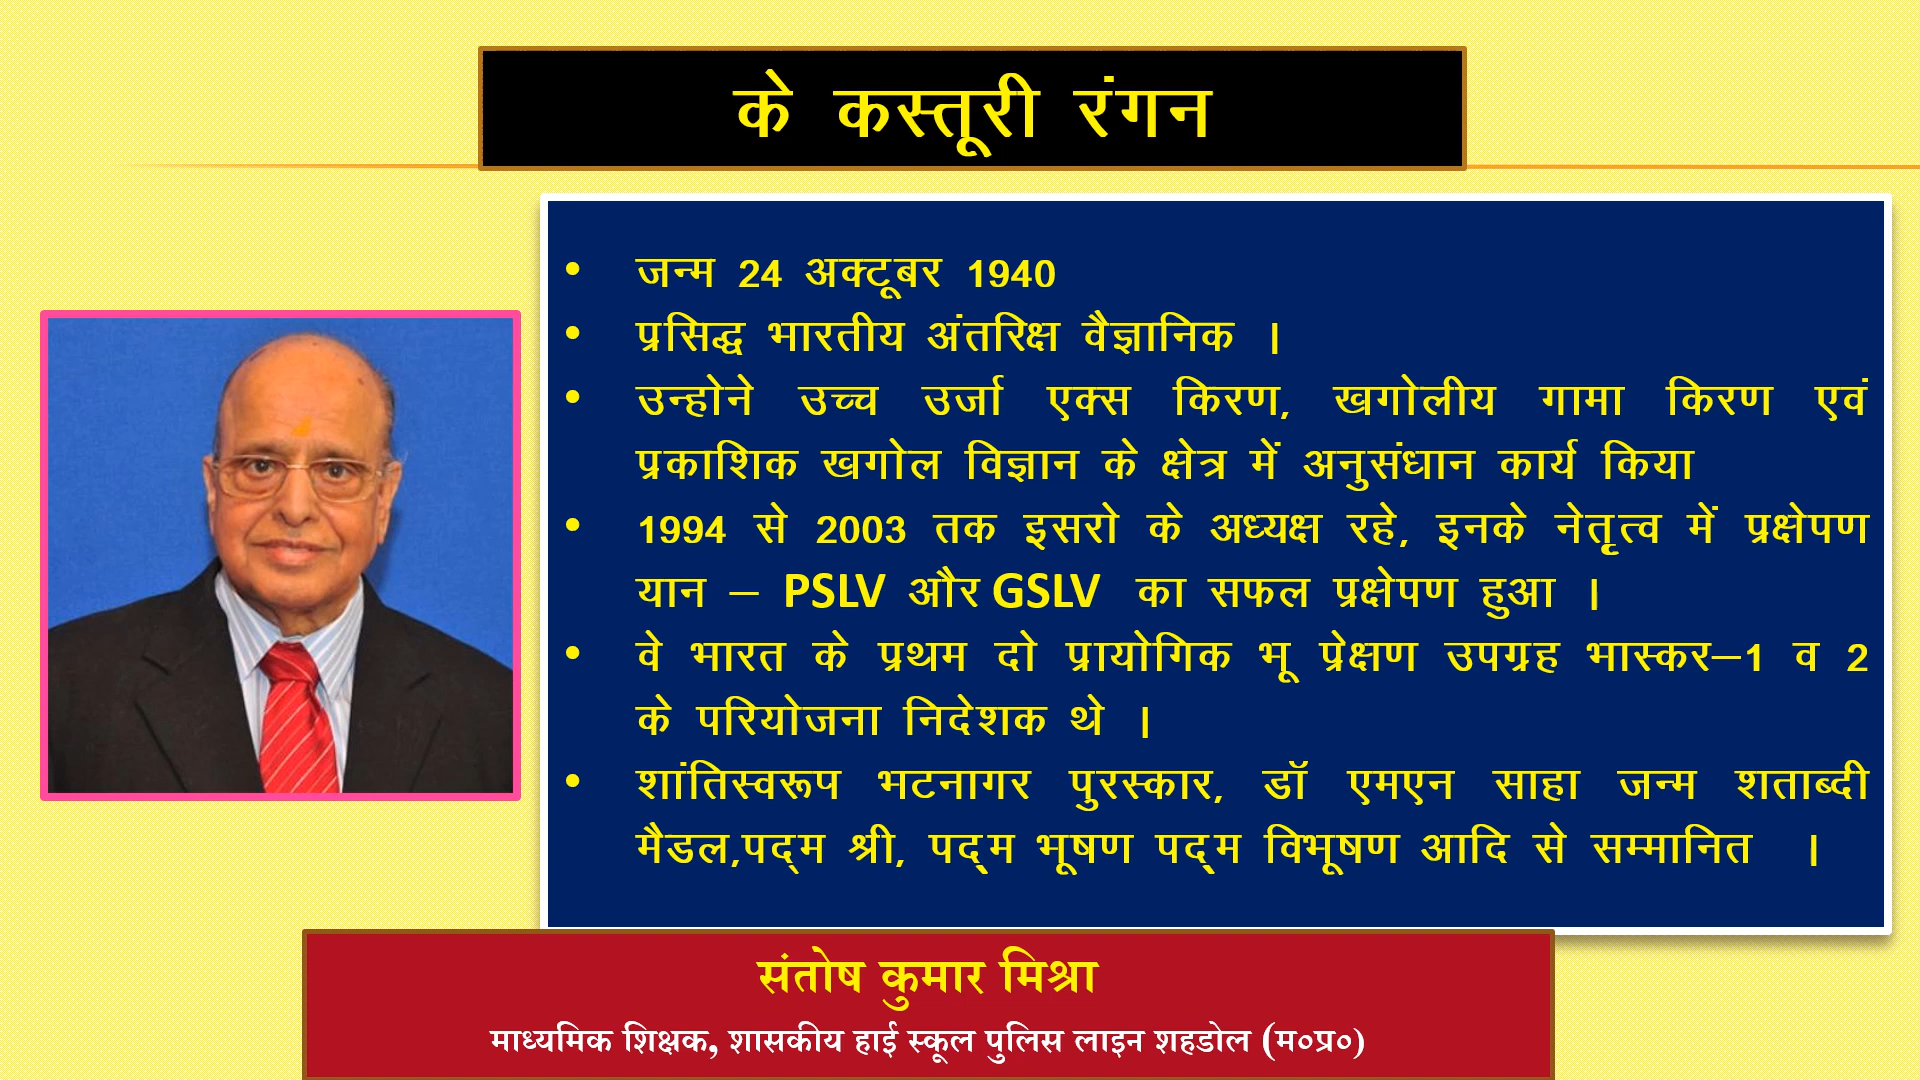 के कस्तूरी रंगन
• जन्म 24 अक्टूबर 1940
• प्रसिद्ध भारतीय अंतरिक्ष वैज्ञानिक ।
• उन्होने उच्च उर्जा एक्स किरण, खगोलीय गामा किरण एवं
प्रकाशिक खगोल विज्ञान के क्षेत्र में अनुसंधान कार्य किया
• 1994 से 2003 तक इसरो के अध्यक्ष रहे, इनके नेतृत्व में प्रक्षेपण
यान – PSLV और GSLV का सफल प्रक्षेपण हुआ ।
• वे भारत के प्रथम दो प्रायोगिक भू प्रेक्षण उपग्रह भास्कर–1 व 2
के परियोजना निदेशक थे ।
• शांतिस्वरूप भटनागर पुरस्कार, डॉ एमएन साहा जन्म शताब्दी
मैडल,पद्म श्री, पद्म भूषण पद्म विभूषण आदि से सम्मानित ।
संतोष कुमार मिश्रा
माध्यमिक शिक्षक, शासकीय हाई स्कूल पुलिस लाइन शहडोल (म०प्र०)